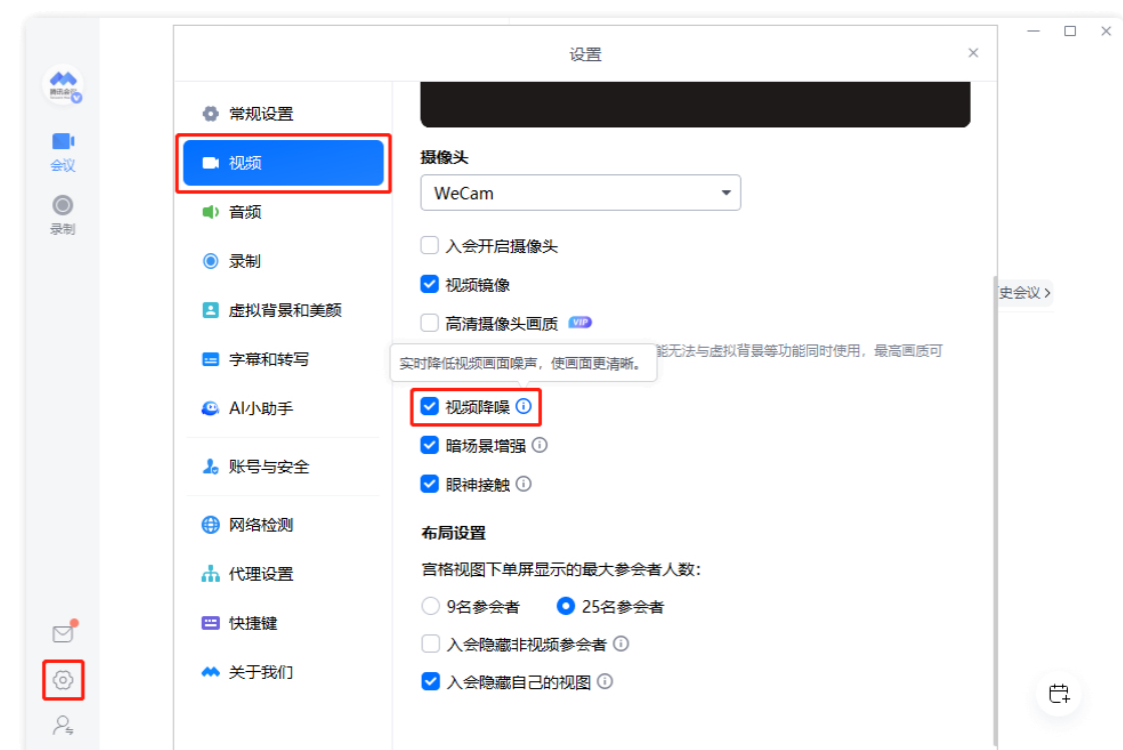 设置
常规设置
视频
音频
录制
虚拟背景和美颜
字幕和转写
AI小助手
账号与安全
网络检测
代理设置
快捷键
关于我们
会议
录制
摄像头
WeCam
入会开启摄像头
视频镜像
高清摄像头画质 VIP
能无法与虚拟背景等功能同时使用，最高画质可
实时降低视频画面噪声，使画面更清晰。
视频降噪
暗场景增强
眼神接触
布局设置
宫格视图下单屏显示的最大参会者人数：
9名参会者 25名参会者
入会隐藏非视频参会者
入会隐藏自己的视图
史会议